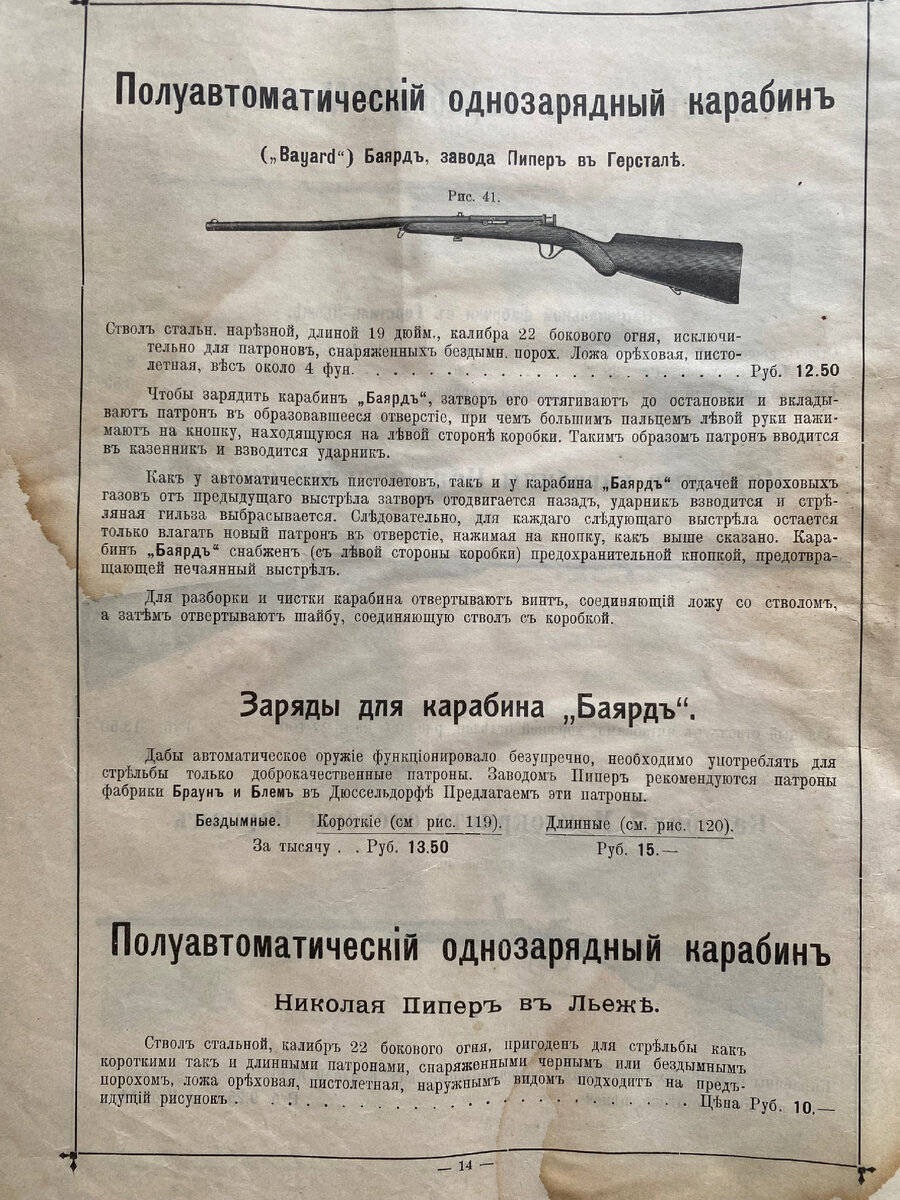 Полуавтоматическій однозарядный карабинъ
(„Bayard“) Баярдъ, завода Пиперъ въ Герсталѣ.
Рис. 41.
Стволъ стальн. нарѣзной, длиной 19 дюйм., калибра 22 бокового огня, исключи-
тельно для патроновъ, снаряженныхъ бездымн. порох. Ложа орѣховая, писто-
летная, вѣсъ около 4 фун. . . . . . . . . . . . . . . . . . . . . Руб. 12.50
Чтобы зарядить карабинъ „Баярдъ“, затворъ его оттягиваютъ до остановки и вклады-
ваютъ патронъ въ образовавшееся отверстіе, при чемъ большимъ пальцемъ лѣвой руки нажи-
маютъ на кнопку, находящуюся на лѣвой сторонѣ коробки. Такимъ образомъ патронъ вводится
въ казенникъ и взводится ударникъ.
Какъ у автоматическихъ пистолетовъ, такъ и у карабина „Баярдъ“ отдачей пороховыхъ
газовъ отъ предыдущаго выстрѣла затворъ отодвигается назадъ, ударникъ взводится и стрѣ-
ляная гильза выбрасывается. Слѣдовательно, для каждаго слѣдующаго выстрѣла остается
только влагать новый патронъ въ отверстіе, нажимая на кнопку, какъ выше сказано. Кара-
бинъ „Баярдъ“ снабженъ (съ лѣвой стороны коробки) предохранительной кнопкой, предотвра-
щающей нечаянный выстрѣлъ.
Для разборки и чистки карабина отвертываютъ винтъ, соединяющій ложу со стволомъ,
а затѣмъ отвертываютъ шайбу, соединяющую стволъ съ коробкой.
Заряды для карабина „Баярдъ“.
Дабы автоматическое оружіе функціонировало безупречно, необходимо употреблять для
стрѣльбы только доброкачественные патроны. Заводомъ Пиперъ рекомендуются патроны
фабрики Браунъ и Блемъ въ Дюссельдорфѣ Предлагаемъ эти патроны.
Бездымные. Короткіе (см рис. 119). Длинные (см. рис. 120).
За тысячу . . Руб. 13.50 Руб. 15.—
Полуавтоматическій однозарядный карабинъ
Николая Пиперъ въ Льежѣ.
Стволъ стальной, калибръ 22 бокового огня, пригоденъ для стрѣльбы какъ
короткими такъ и длинными патронами, снаряженными чернымъ или бездымнымъ
порохомъ, ложа орѣховая, пистолетная, наружнымъ видомъ подходитъ на пред-
идущій рисунокъ . . . . . . . . . . . . . . . . . . . . . Цѣна Руб. 10.—
— 14 —